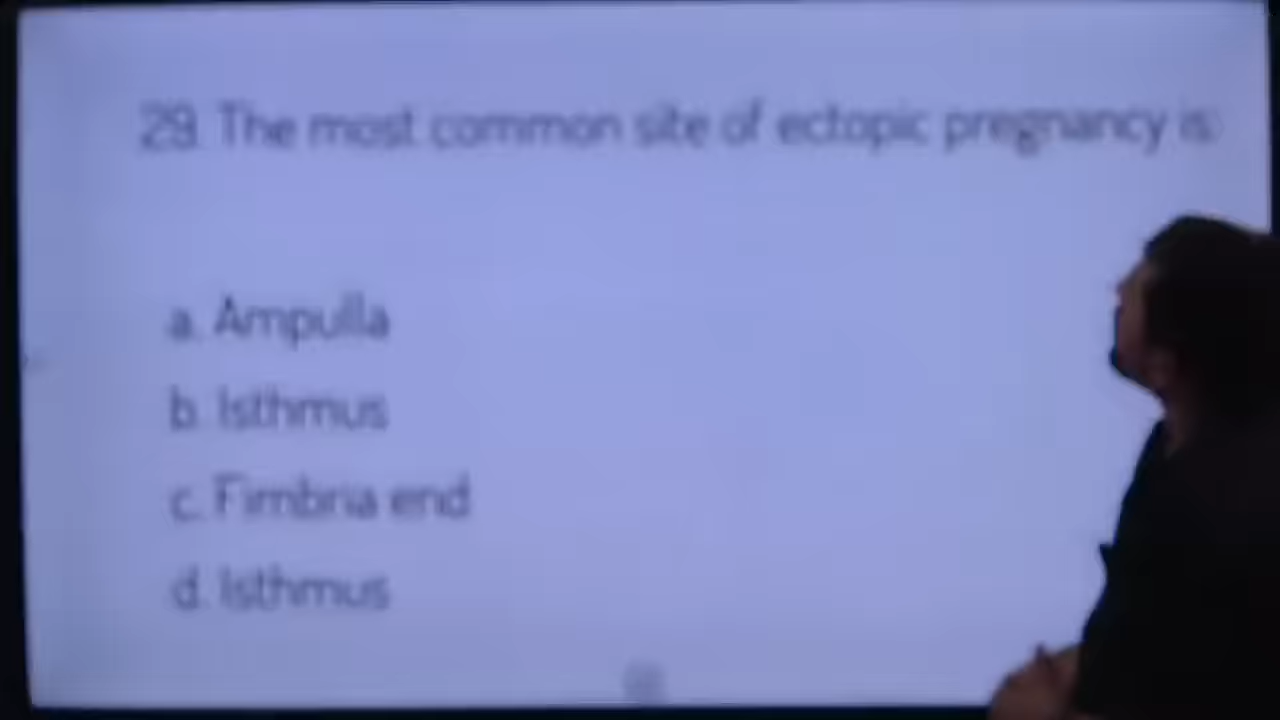 29. The most common site of ectopic pregnancy is:
a. Ampulla
b. Isthmus
c. Fimbria end
d. Isthmus